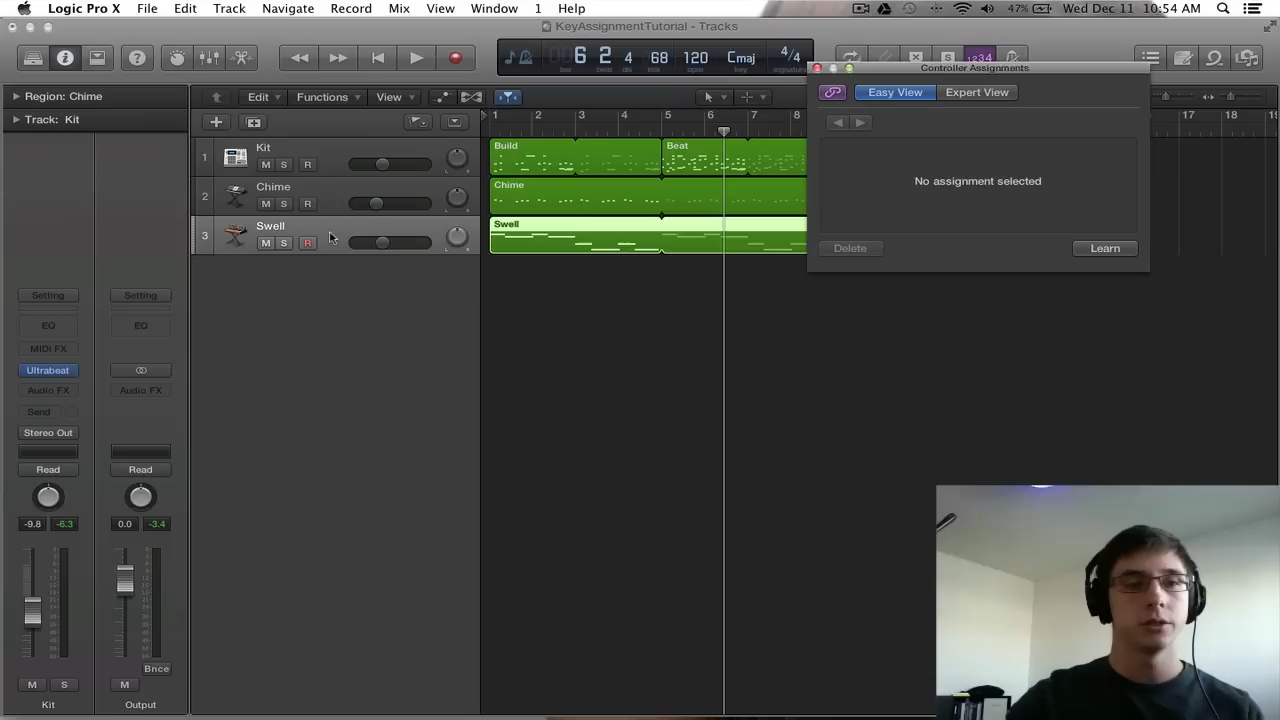 Logic Pro X File Edit Track Navigate Record Mix View Window 1 Help 47% Wed Dec 11 10:54 AM
KeyAssignmentTutorial - Tracks
6 2 4 68 120 Cmaj 4/4
key signature
1234
Controller Assignments
Region: Chime
Track: Kit
Edit Functions View
Easy View Expert View
1 2 3 4 5 6 7 8 17 18 19
No assignment selected
Delete Learn
1 Kit
M S R
Build Beat
2 Chime
M S R
Chime
3 Swell
M S R
Swell
Setting Setting
EQ EQ
MIDI FX
Ultrabeat
Audio FX Audio FX
Send
Stereo Out
Read Read
-9.8 -6.3 0.0 -3.4
Bnce
M S M
Kit Output